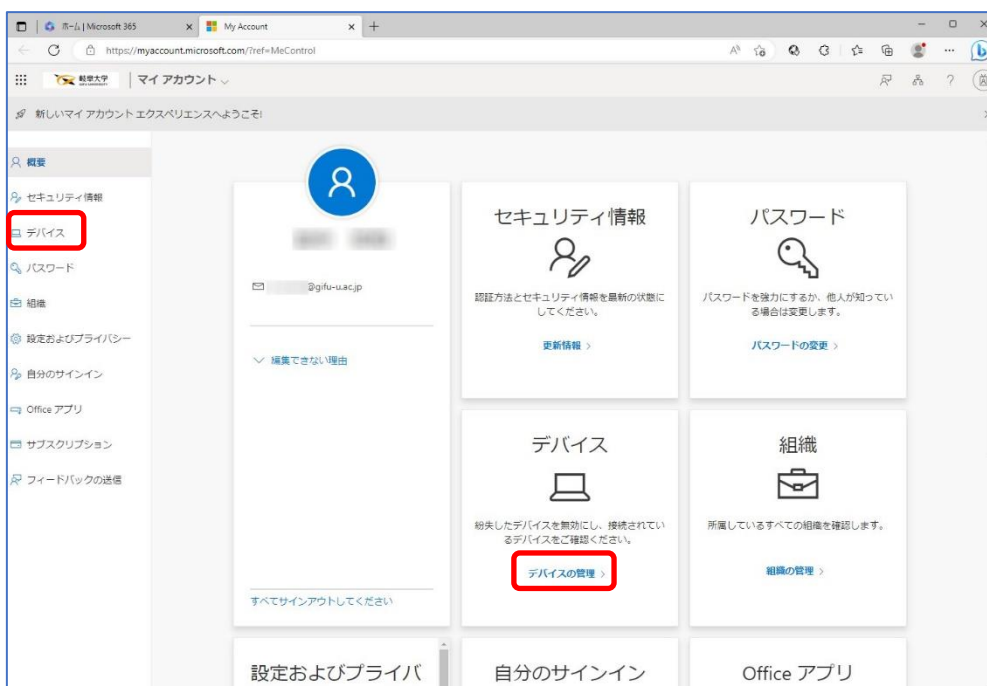 ホーム | Microsoft 365
My Account
https://myaccount.microsoft.com/?ref=MeControl
岐阜大学
マイ アカウント
新しいマイ アカウント エクスペリエンスへようこそ!
概要
セキュリティ情報
デバイス
パスワード
組織
設定およびプライバシー
自分のサインイン
Office アプリ
サブスクリプション
フィードバックの送信
@gifu-u.ac.jp
編集できない理由
すべてサインアウトしてください
セキュリティ情報
認証方法とセキュリティ情報を最新の状態に
してください。
更新情報 >
パスワード
パスワードを強力にするか、他人が知ってい
る場合は変更します。
パスワードの変更 >
デバイス
紛失したデバイスを無効にし、接続されてい
るデバイスをご確認ください。
デバイスの管理 >
組織
所属しているすべての組織を確認します。
組織の管理 >
設定およびプライバ
自分のサインイン
Office アプリ